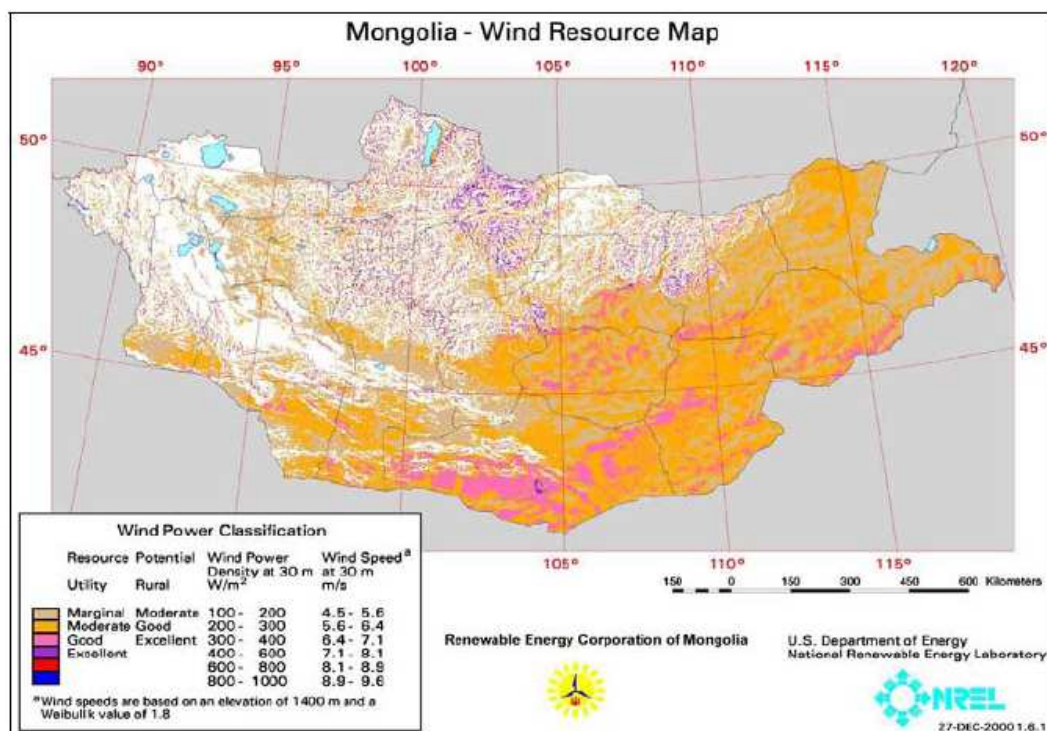 Mongolia - Wind Resource Map
90° 95° 100° 105° 110° 115° 120°
50° 50°
45° 45°
105° 110° 115°
Wind Power Classification
Resource Potential Wind Power Wind Speed a
Density at 30 m at 30 m
Utility Rural W/m2 m/s
Marginal Moderate 100 - 200 4.5 - 5.6
Moderate Good 200 - 300 5.6 - 6.4
Good Excellent 300 - 400 6.4 - 7.1
Excellent 400 - 600 7.1 - 8.1
600 - 800 8.1 - 8.9
800 - 1000 8.9 - 9.6
a Wind speeds are based on an elevation of 1400 m and a
Weibull k value of 1.8
150 0 150 300 450 600 Kilometers
Renewable Energy Corporation of Mongolia
U.S. Department of Energy
National Renewable Energy Laboratory
NREL
27-DEC-2000 1.6.1